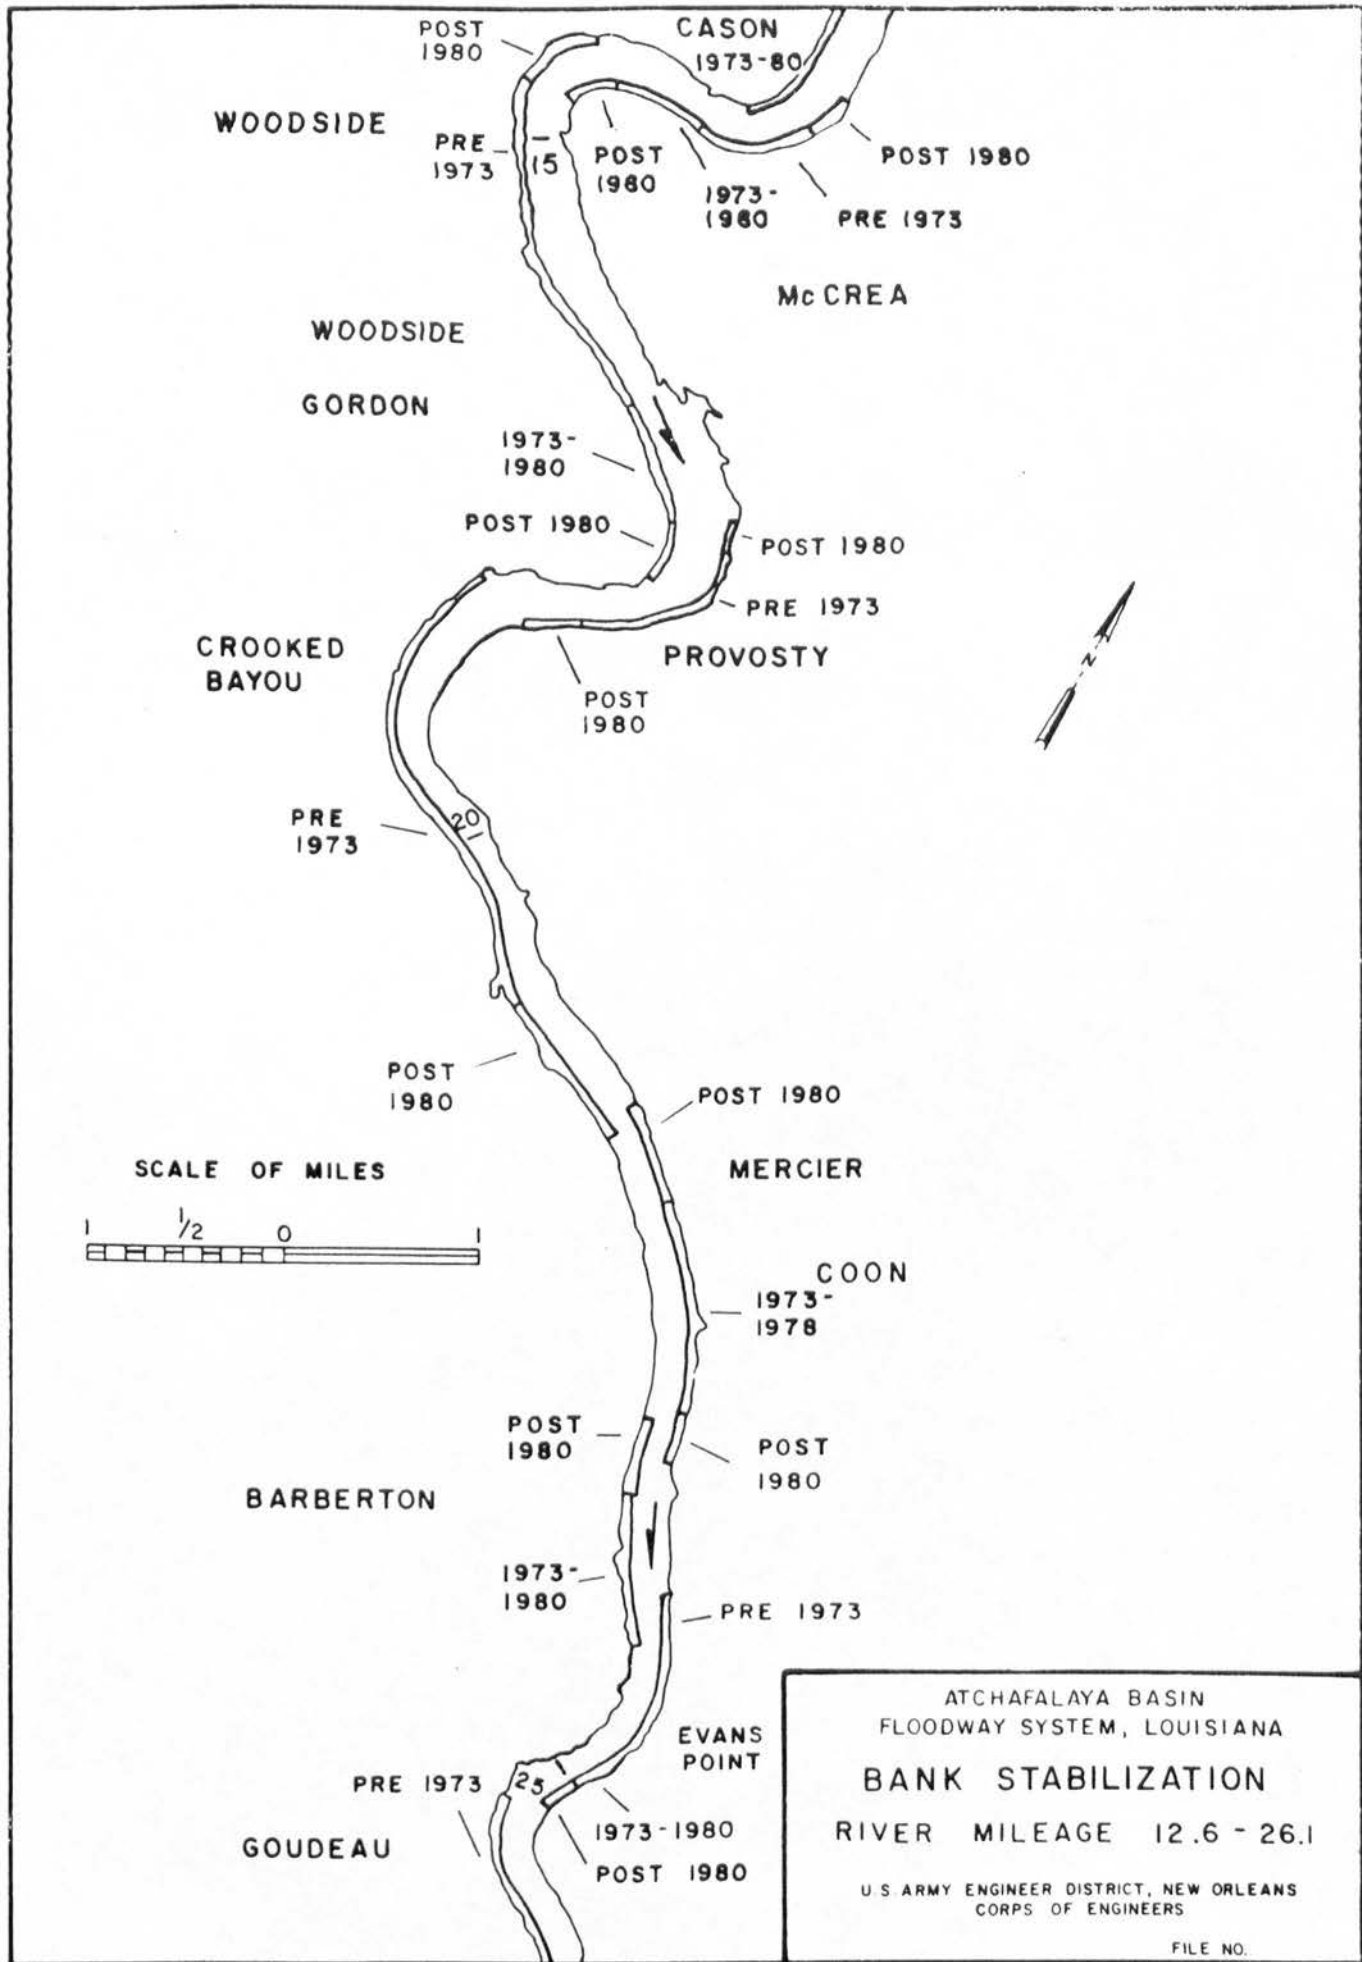 POST
1980
CASON
1973-80
WOODSIDE
PRE
1973
15
POST
1980
1973-
1980
PRE 1973
POST 1980
McCREA
WOODSIDE
GORDON
1973-
1980
POST 1980
POST 1980
PRE 1973
CROOKED
BAYOU
PROVOSTY
POST
1980
N
PRE
1973
20
POST
1980
POST 1980
SCALE OF MILES
1 1/2 0 1
MERCIER
COON
1973-
1978
POST
1980
POST
1980
BARBERTON
1973-
1980
PRE 1973
EVANS
POINT
PRE 1973
25
1973-1980
POST 1980
GOUDEAU
ATCHAFALAYA BASIN
FLOODWAY SYSTEM, LOUISIANA
BANK STABILIZATION
RIVER MILEAGE 12.6 - 26.1
U.S. ARMY ENGINEER DISTRICT, NEW ORLEANS
CORPS OF ENGINEERS
FILE NO.